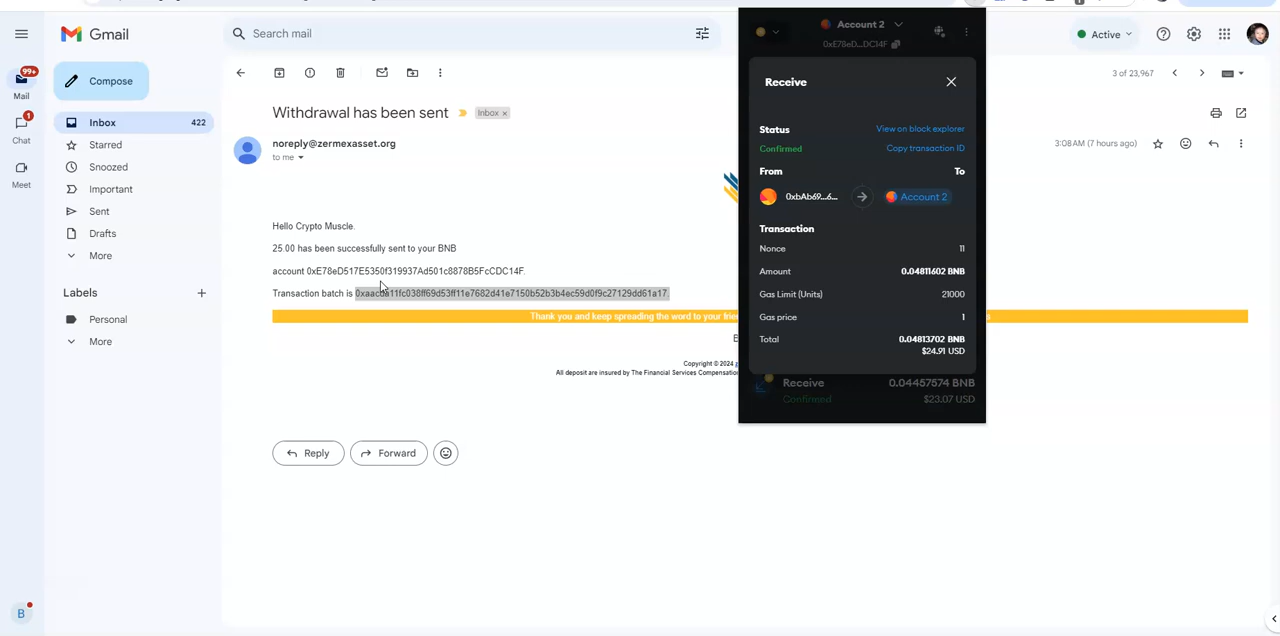 Gmail
Search mail
Active
99+
Mail
1
Chat
Meet
Compose
Inbox 422
Starred
Snoozed
Important
Sent
Drafts
More
Labels
Personal
More
B
3 of 23,967
Withdrawal has been sent
Inbox x
noreply@zermexasset.org
to me
3:08AM (7 hours ago)
Hello Crypto Muscle.
25.00 has been successfully sent to your BNB
account 0xE78eD517E5350f319937Ad501c8878B5FcCDC14F.
Transaction batch is
Thank you and keep spreading the word to your
Copyright © 2024
All deposit are insured by The Financial Services
Reply
Forward
Account 2
0xE78eD...DC14F
Receive
Status
View on block explorer
Confirmed
Copy transaction ID
From To
0xbAb69...6... Account 2
Transaction
Nonce 11
Amount 0.04811602 BNB
Gas Limit (Units) 21000
Gas price 1
Total 0.04813702 BNB
$24.91 USD
Receive 0.04457574 BNB
Confirmed $23.07 USD